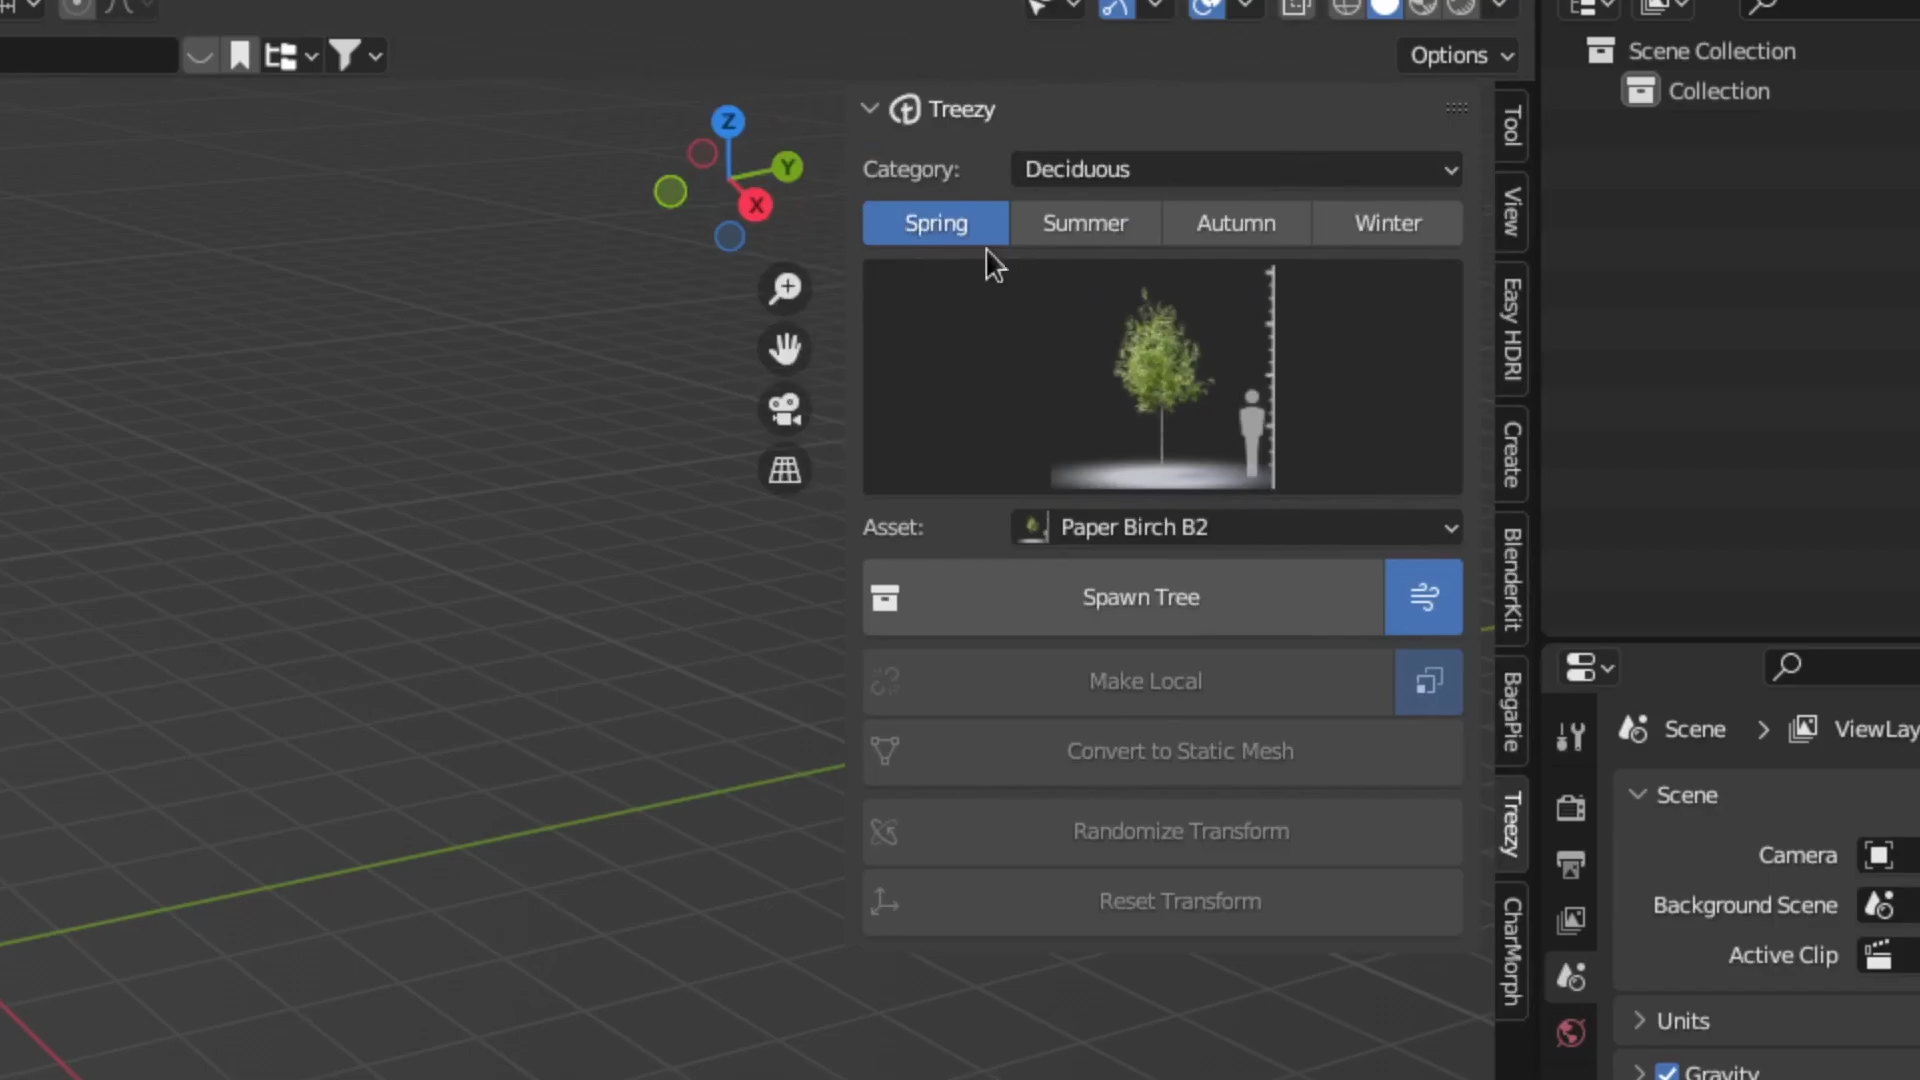 Options
Scene Collection
Collection
Z
Y
X
Treezy
Category:
Deciduous
Spring
Summer
Autumn
Winter
Asset:
Paper Birch B2
Spawn Tree
Make Local
Convert to Static Mesh
Randomize Transform
Reset Transform
Tool
View
Easy HDRI
Create
BlenderKit
BagaPie
Treezy
CharMorph
Scene
ViewLay
Scene
Camera
Background Scene
Active Clip
Units
Gravity